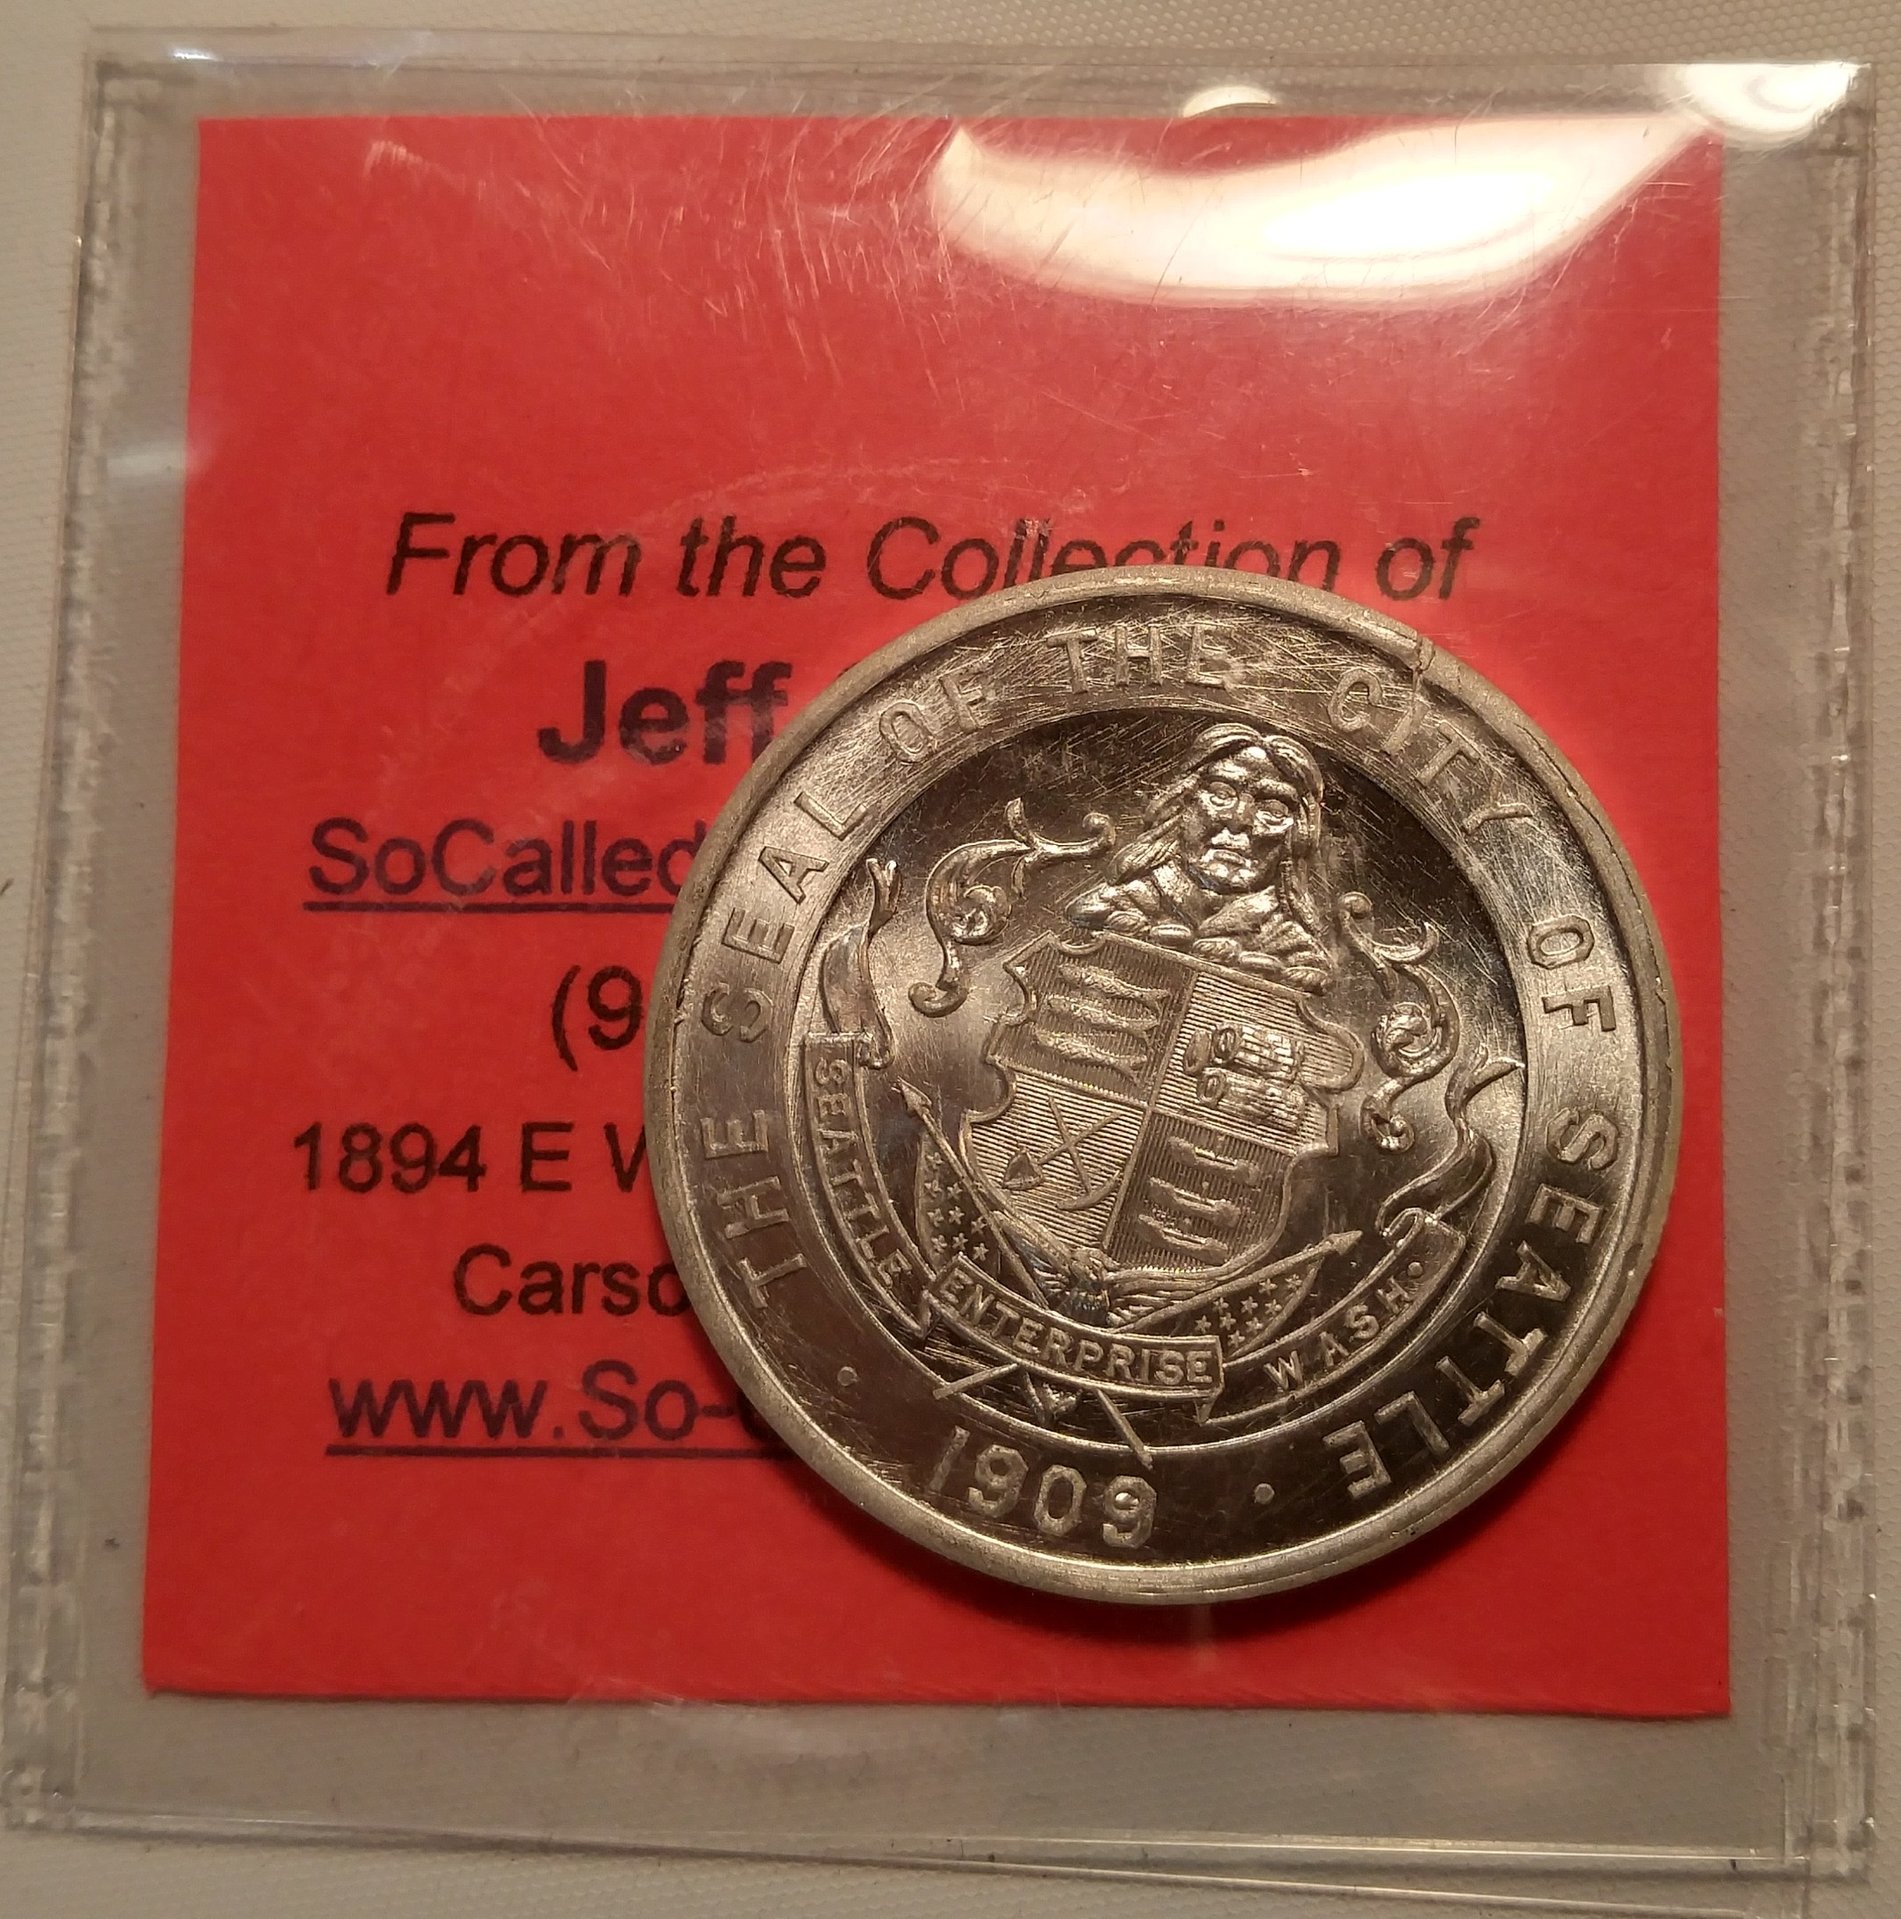 From the Collection of
Jeff
SoCalled
(9
1894 E
Carso
www.So-
· THE SEAL OF THE CITY OF SEATTLE ·
SEATTLE
ENTERPRISE
WASH.
1909